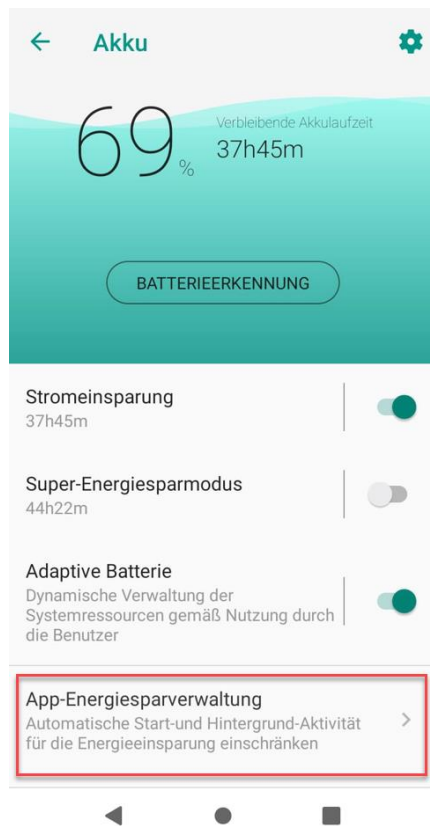 Akku
69%
Verbleibende Akkulaufzeit
37h45m
BATTERIEERKENNUNG
Stromeinsparung
37h45m
Super-Energiesparmodus
44h22m
Adaptive Batterie
Dynamische Verwaltung der
Systemressourcen gemäß Nutzung durch
die Benutzer
App-Energiesparverwaltung
Automatische Start-und Hintergrund-Aktivität
für die Energieeinsparung einschränken